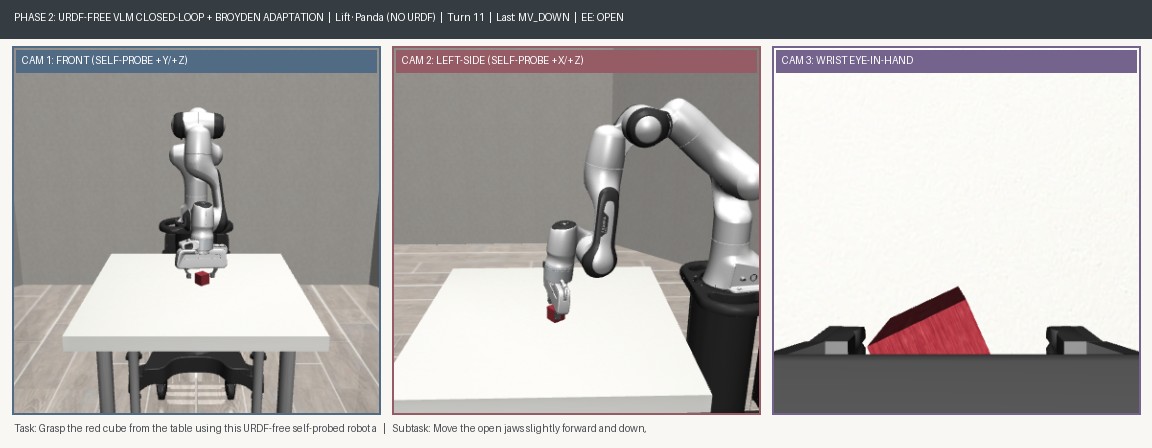 PHASE 2: URDF-FREE VLM CLOSED-LOOP + BROYDEN ADAPTATION | Lift·Panda (NO URDF) | Turn 11 | Last MV_DOWN | EE: OPEN
CAM 1: FRONT (SELF-PROBE +Y/+Z)
CAM 2: LEFT-SIDE (SELF-PROBE +X/+Z)
CAM 3: WRIST EYE-IN-HAND
Task: Grasp the red cube from the table using this URDF-free self-probed robot a | Subtask: Move the open jaws slightly forward and down,